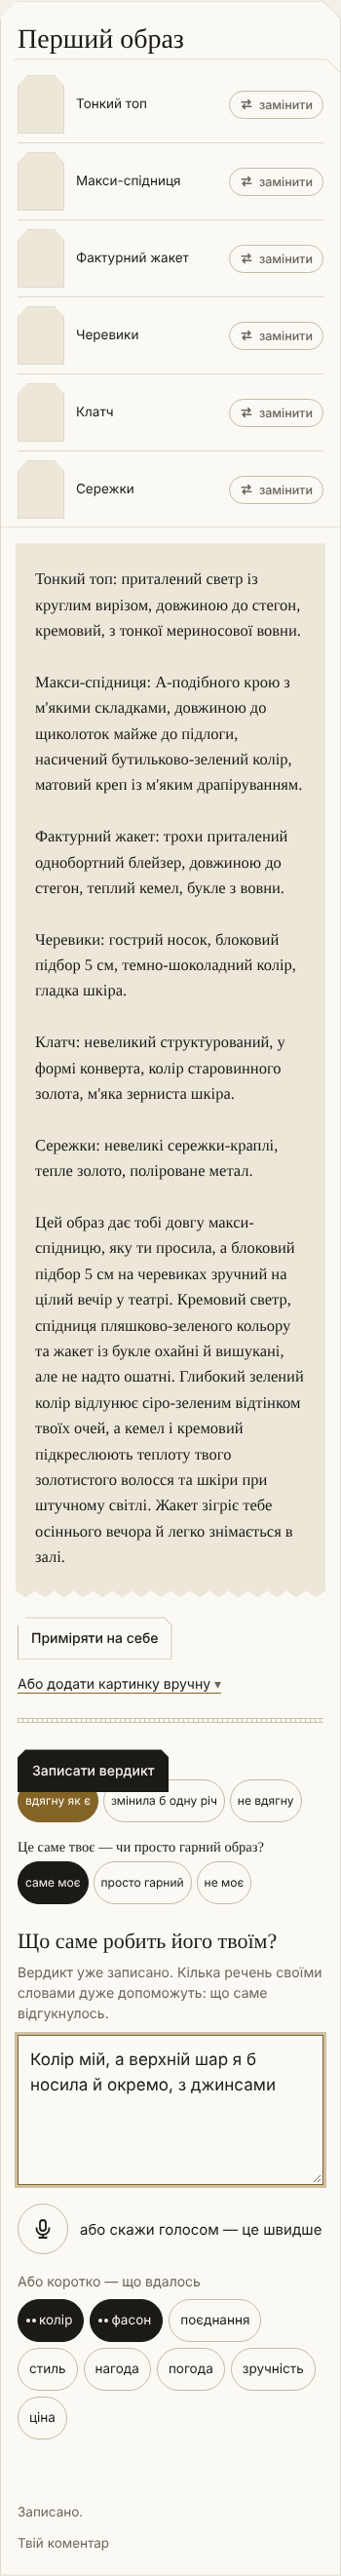 Перший образ
Тонкий топ
замінити
Макси-спідниця
замінити
Фактурний жакет
замінити
Черевики
замінити
Клатч
замінити
Сережки
замінити
Тонкий топ: приталений светр із
круглим вирізом, довжиною до стегон,
кремовий, з тонкої мериносової вовни.
Макси-спідниця: А-подібного крою з
м'якими складками, довжиною до
щиколоток майже до підлоги,
насичений бутильково-зелений колір,
матовий креп із м'яким драпіруванням.
Фактурний жакет: трохи приталений
однобортний блейзер, довжиною до
стегон, теплий кемел, букле з вовни.
Черевики: гострий носок, блоковий
підбор 5 см, темно-шоколадний колір,
гладка шкіра.
Клатч: невеликий структурований, у
формі конверта, колір старовинного
золота, м'яка зерниста шкіра.
Сережки: невеликі сережки-краплі,
тепле золото, поліроване метал.
Цей образ дає тобі довгу макси-
спідницю, яку ти просила, а блоковий
підбор 5 см на черевиках зручний на
цілий вечір у театрі. Кремовий светр,
спідниця пляшково-зеленого кольору
та жакет із букле охайні й вишукані,
але не надто ошатні. Глибокий зелений
колір відлунює сіро-зеленим відтінком
твоїх очей, а кемел і кремовий
підкреслюють теплоту твого
золотистого волосся та шкіри при
штучному світлі. Жакет зігріє тебе
осіннього вечора й легко знімається в
залі.
Приміряти на себе
Або додати картинку вручну ▾
Записати вердикт
вдягну як є
змінила б одну річ
не вдягну
Це саме твоє — чи просто гарний образ?
саме моє
просто гарний
не моє
Що саме робить його твоїм?
Вердикт уже записано. Кілька речень своїми
словами дуже допоможуть: що саме
відгукнулось.
Колір мій, а верхній шар я б
носила й окремо, з джинсами
або скажи голосом — це швидше
Або коротко — що вдалось
•• колір
•• фасон
поєднання
стиль
нагода
погода
зручність
ціна
Записано.
Твій коментар